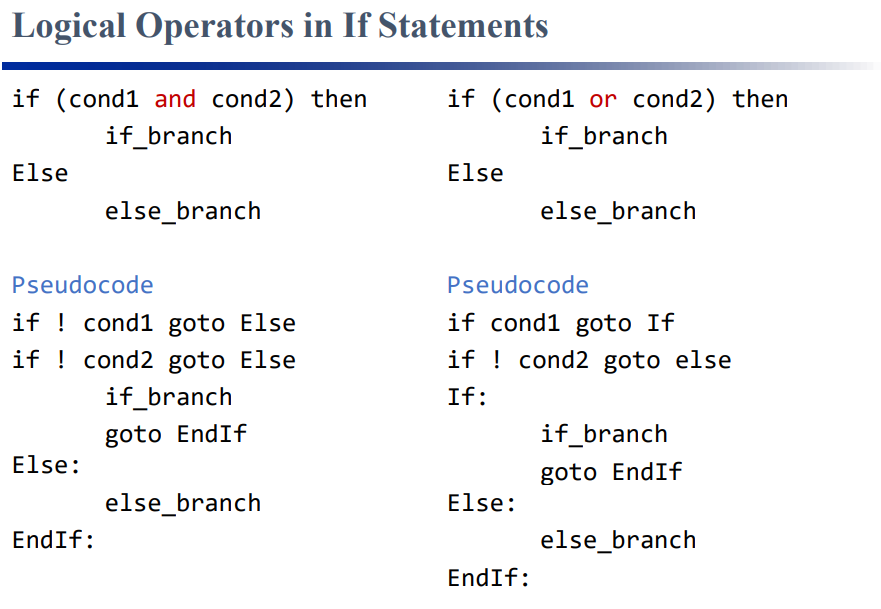 Logical Operators in If Statements
if (cond1 and cond2) then
if_branch
Else
else_branch
Pseudocode
if ! cond1 goto Else
if ! cond2 goto Else
if_branch
goto EndIf
Else:
else_branch
EndIf:
if (cond1 or cond2) then
if_branch
Else
else_branch
Pseudocode
if cond1 goto If
if ! cond2 goto else
If:
if_branch
goto EndIf
Else:
else_branch
EndIf: